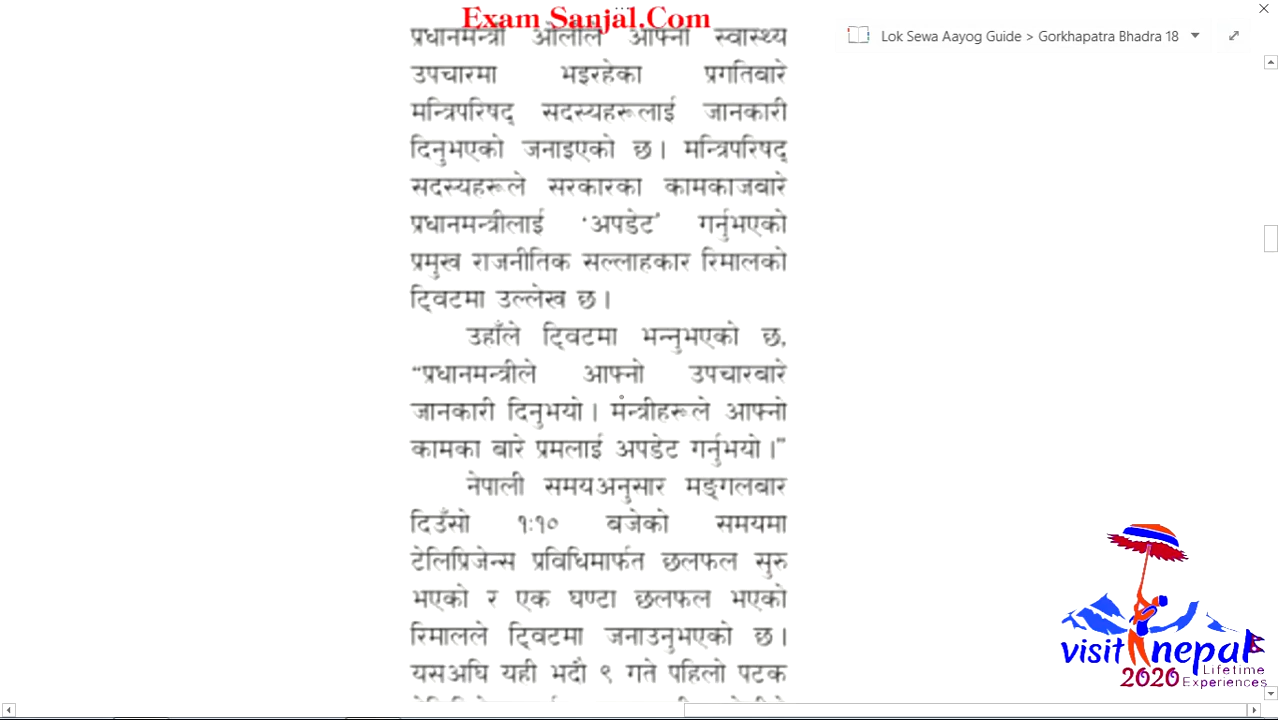 Exam Sanjal.Com
Lok Sewa Aayog Guide > Gorkhapatra Bhadra 18
प्रधानमन्त्री ओलीले आफ्नो स्वास्थ्य
उपचारमा भइरहेका प्रगतिबारे
मन्त्रिपरिषद् सदस्यहरूलाई जानकारी
दिनुभएको जनाइएको छ। मन्त्रिपरिषद्
सदस्यहरूले सरकारका कामकाजबारे
प्रधानमन्त्रीलाई ‘अपडेट’ गर्नुभएको
प्रमुख राजनीतिक सल्लाहकार रिमालको
ट्विटमा उल्लेख छ।
उहाँले ट्विटमा भन्नुभएको छ,
“प्रधानमन्त्रीले आफ्नो उपचारबारे
जानकारी दिनुभयो। मंन्त्रीहरूले आफ्नो
कामका बारे प्रमलाई अपडेट गर्नुभयो।”
नेपाली समयअनुसार मङ्गलबार
दिउँसो १:१० बजेको समयमा
टेलिप्रिजेन्स प्रविधिमार्फत छलफल सुरु
भएको र एक घण्टा छलफल भएको
रिमालले ट्विटमा जनाउनुभएको छ।
यसअघि यही भदौ ९ गते पहिलो पटक
visit nepal
2020 Lifetime
Experiences